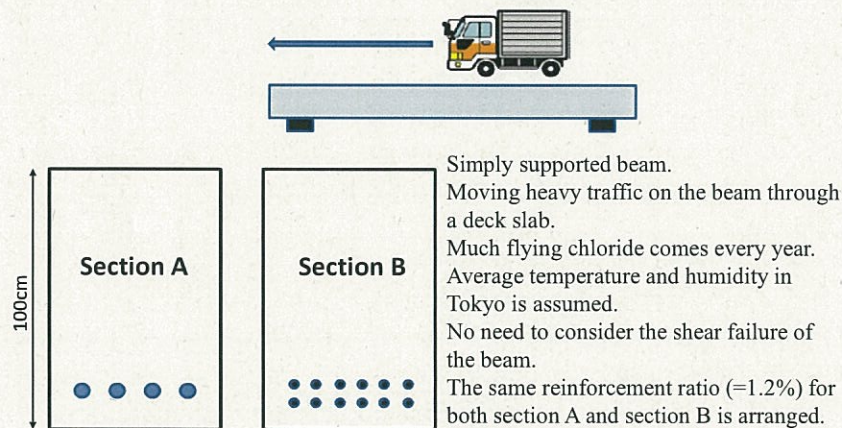 Simply supported beam.
Moving heavy traffic on the beam through
a deck slab.
Much flying chloride comes every year.
Average temperature and humidity in
Tokyo is assumed.
No need to consider the shear failure of
the beam.
The same reinforcement ratio (=1.2%) for
both section A and section B is arranged.
100cm
Section A
Section B